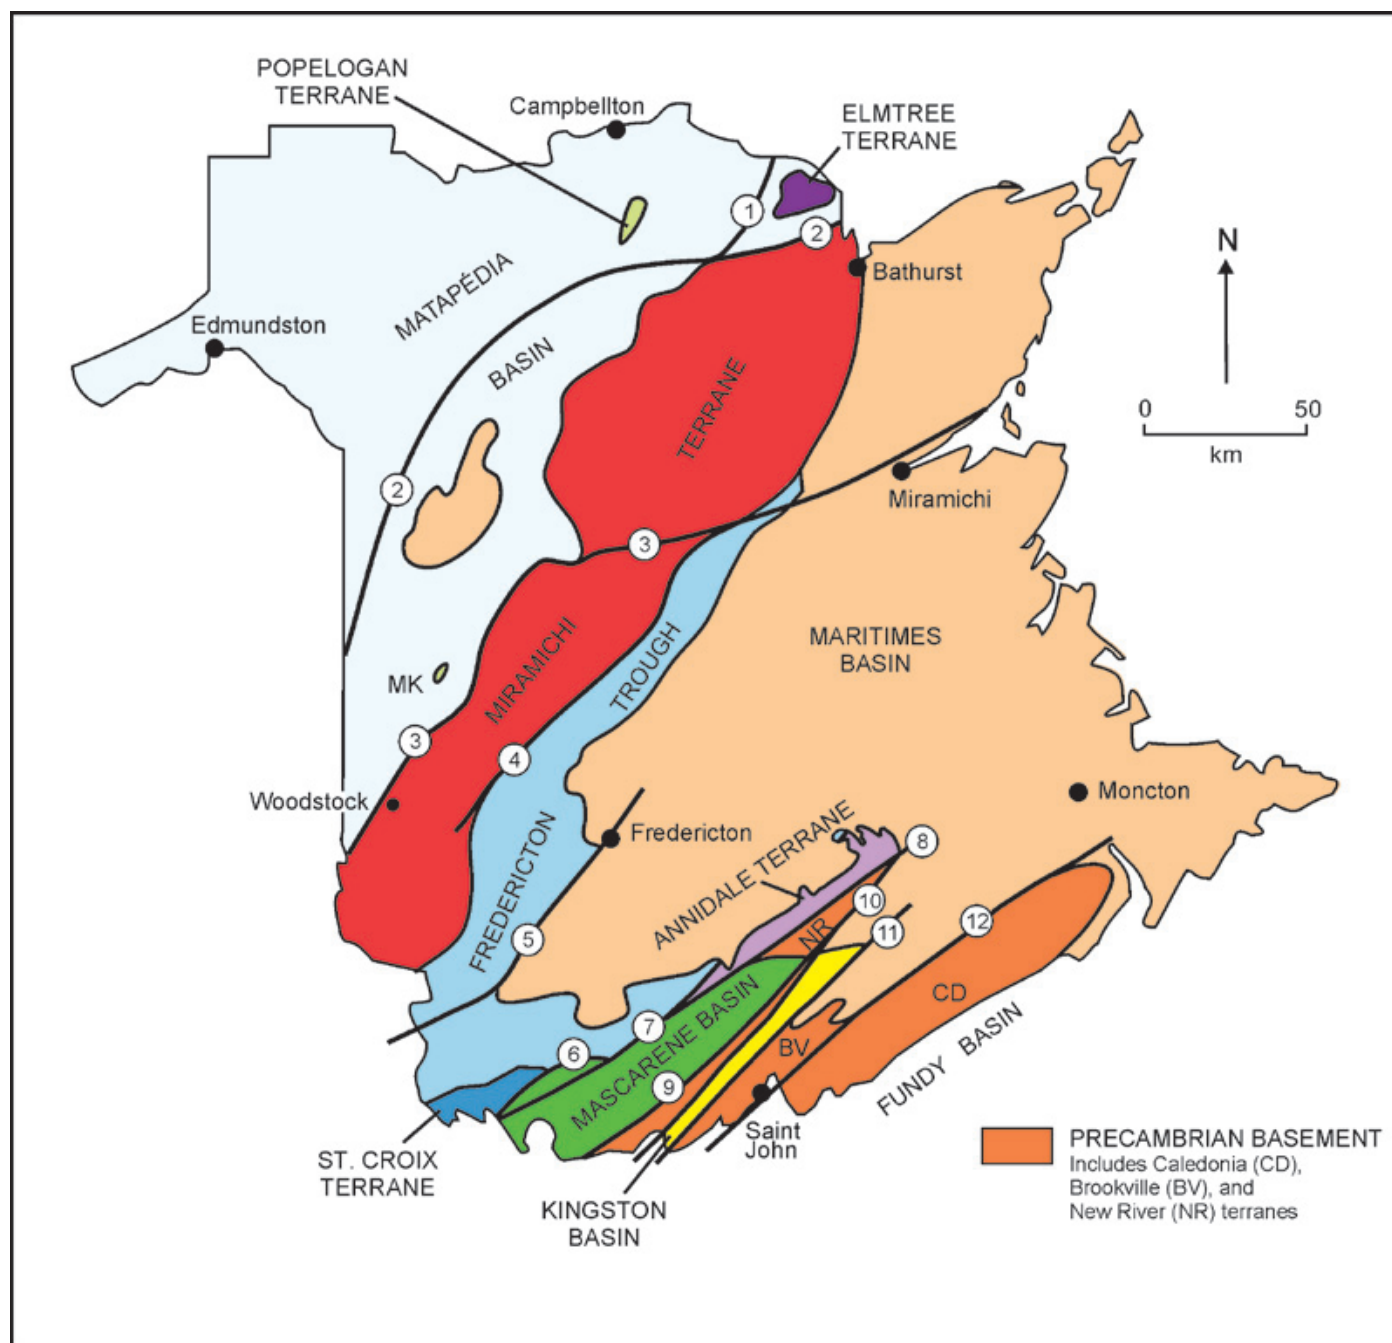 POPELOGAN
TERRANE
Campbellton
ELMTREE
TERRANE
1
2
N
Bathurst
MATAPÉDIA
BASIN
Edmundston
TERRANE
0 50
km
2
Miramichi
3
MIRAMICHI
TROUGH
MARITIMES
BASIN
MK
3
4
Woodstock
Moncton
Fredericton
FREDERICTON
ANNIDALE TERRANE
8
10
NR
11
12
5
CD
7
MASCARENE BASIN
6
BV
9
FUNDY BASIN
Saint
John
ST. CROIX
TERRANE
KINGSTON
BASIN
PRECAMBRIAN BASEMENT
Includes Caledonia (CD),
Brookville (BV), and
New River (NR) terranes